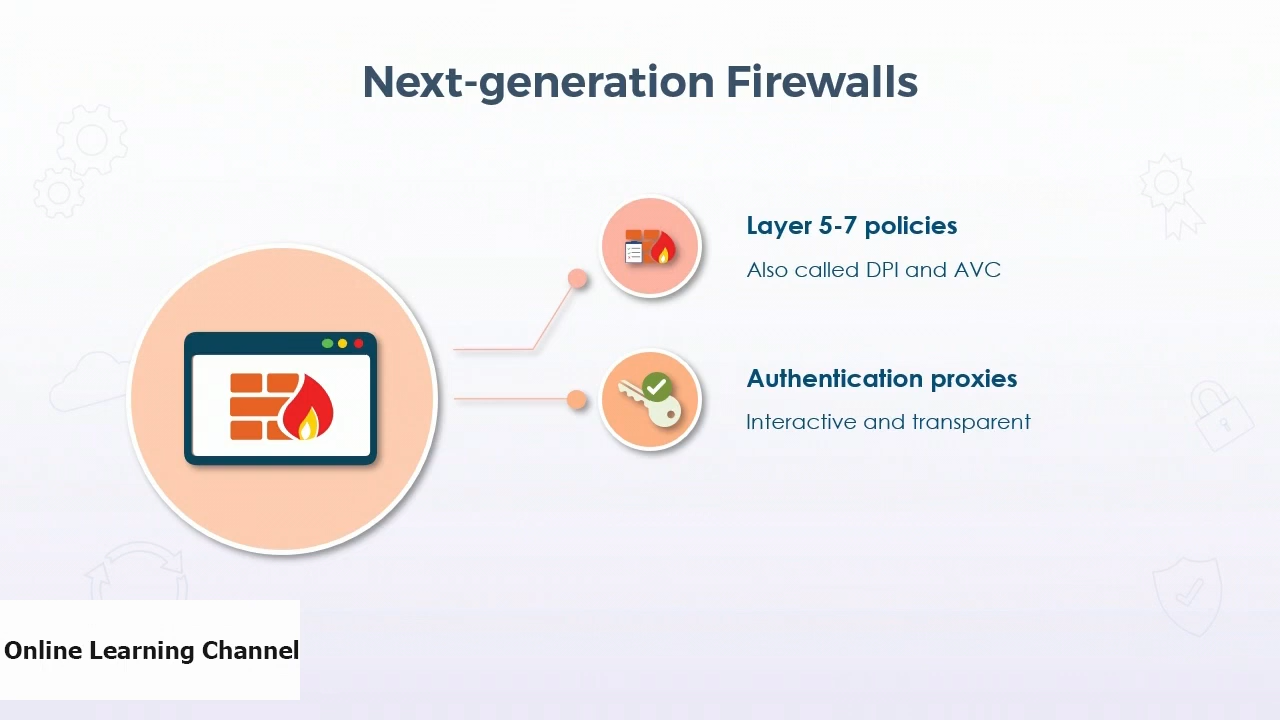 Next-generation Firewalls
Layer 5-7 policies
Also called DPI and AVC
Authentication proxies
Interactive and transparent
Online Learning Channel